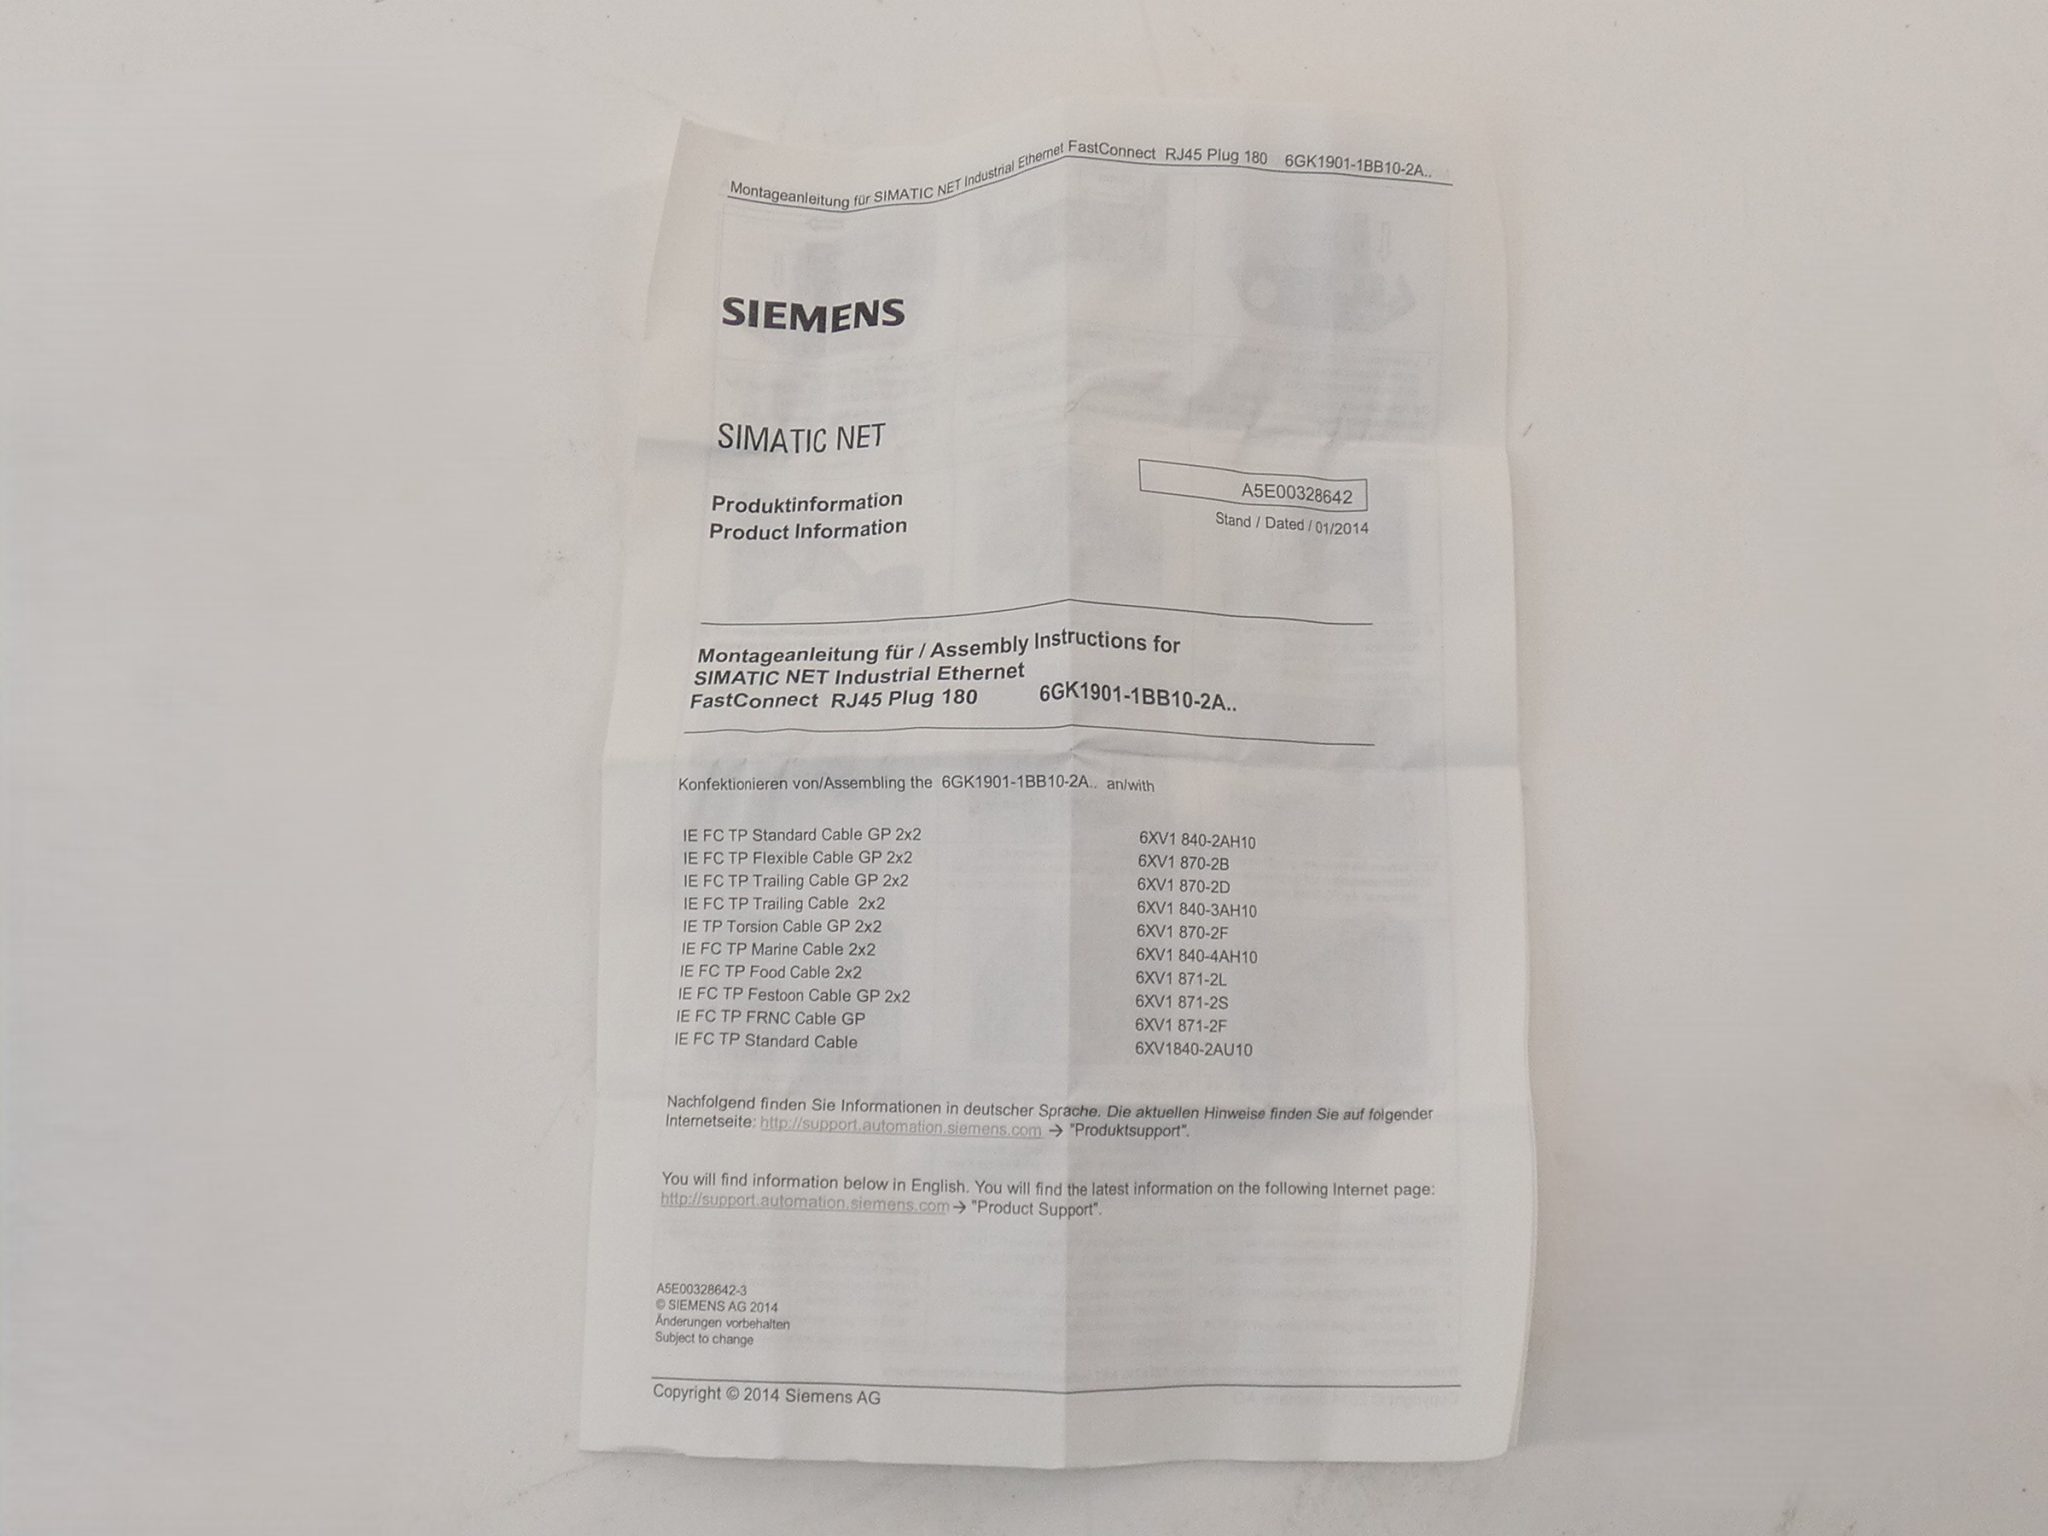 Montageanleitung für SIMATIC NET Industrial Ethernet FastConnect RJ45 Plug 180 6GK1901-1BB10-2A..
SIEMENS
SIMATIC NET
Produktinformation
Product Information
A5E00328642
Stand / Dated / 01/2014
Montageanleitung für / Assembly Instructions for
SIMATIC NET Industrial Ethernet
FastConnect RJ45 Plug 180 6GK1901-1BB10-2A..
Konfektionieren von/Assembling the 6GK1901-1BB10-2A.. an/with
IE FC TP Standard Cable GP 2x2 6XV1 840-2AH10
IE FC TP Flexible Cable GP 2x2 6XV1 870-2B
IE FC TP Trailing Cable GP 2x2 6XV1 870-2D
IE FC TP Trailing Cable 2x2 6XV1 840-3AH10
IE TP Torsion Cable GP 2x2 6XV1 870-2F
IE FC TP Marine Cable 2x2 6XV1 840-4AH10
IE FC TP Food Cable 2x2 6XV1 871-2L
IE FC TP Festoon Cable GP 2x2 6XV1 871-2S
IE FC TP FRNC Cable GP 6XV1 871-2F
IE FC TP Standard Cable 6XV1840-2AU10
Nachfolgend finden Sie Informationen in deutscher Sprache. Die aktuellen Hinweise finden Sie auf folgender
Internetseite: http://support.automation.siemens.com → "Produktsupport".
You will find information below in English. You will find the latest information on the following Internet page:
http://support.automation.siemens.com → "Product Support".
A5E00328642-3
© SIEMENS AG 2014
Änderungen vorbehalten
Subject to change
Copyright © 2014 Siemens AG